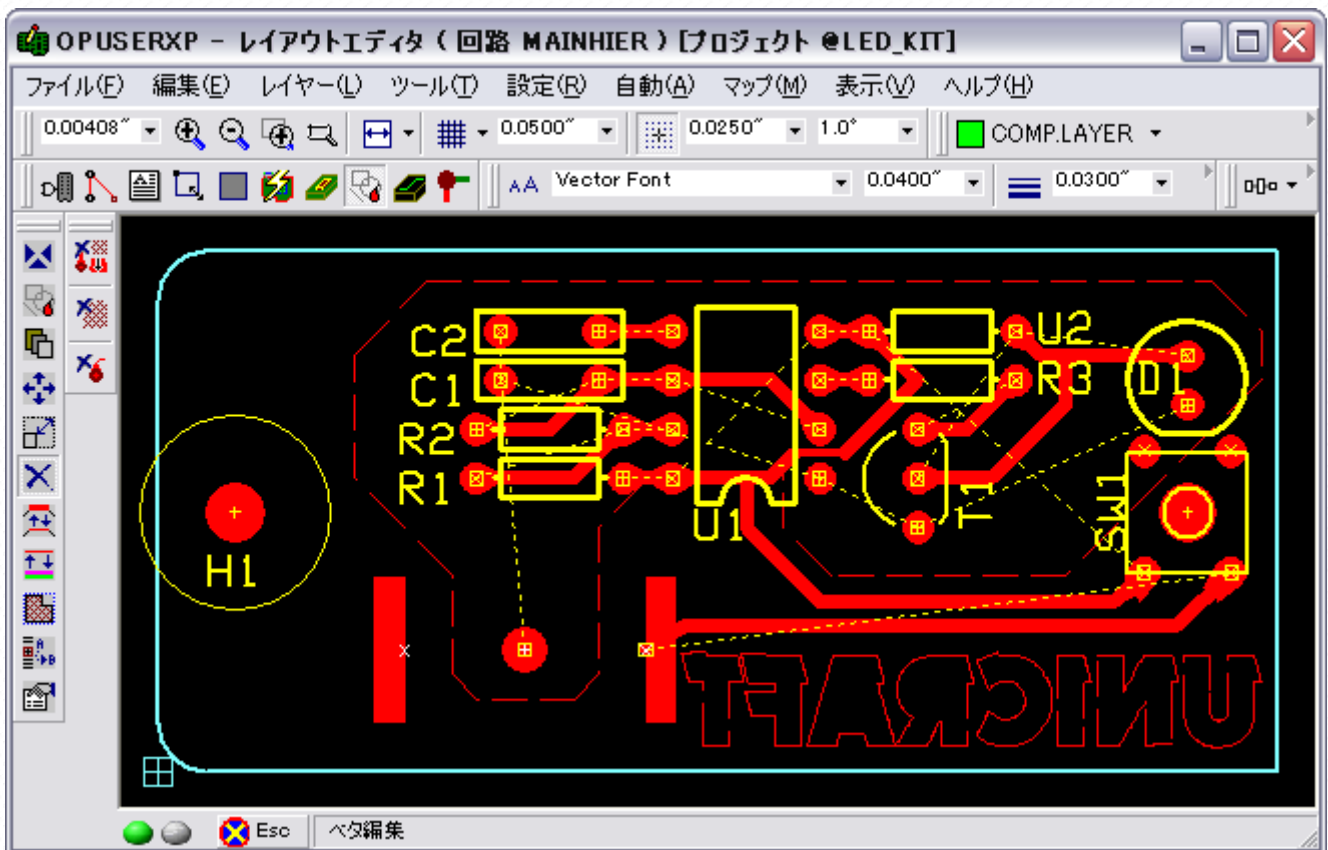 OPUSERXP - レイアウトエディタ ( 回路 MAINHIER ) [プロジェクト @LED_KIT]
ファイル(F) 編集(E) レイヤー(L) ツール(T) 設定(R) 自動(A) マップ(M) 表示(V) ヘルプ(H)
0.00408" 0.0500" 0.0250" 1.0° COMP.LAYER
AA Vector Font 0.0400" 0.0300"
C2 U2
C1 R3 D1
R2
R1 T1 SW1
U1
H1
UNICRAFT
Esc ベタ編集